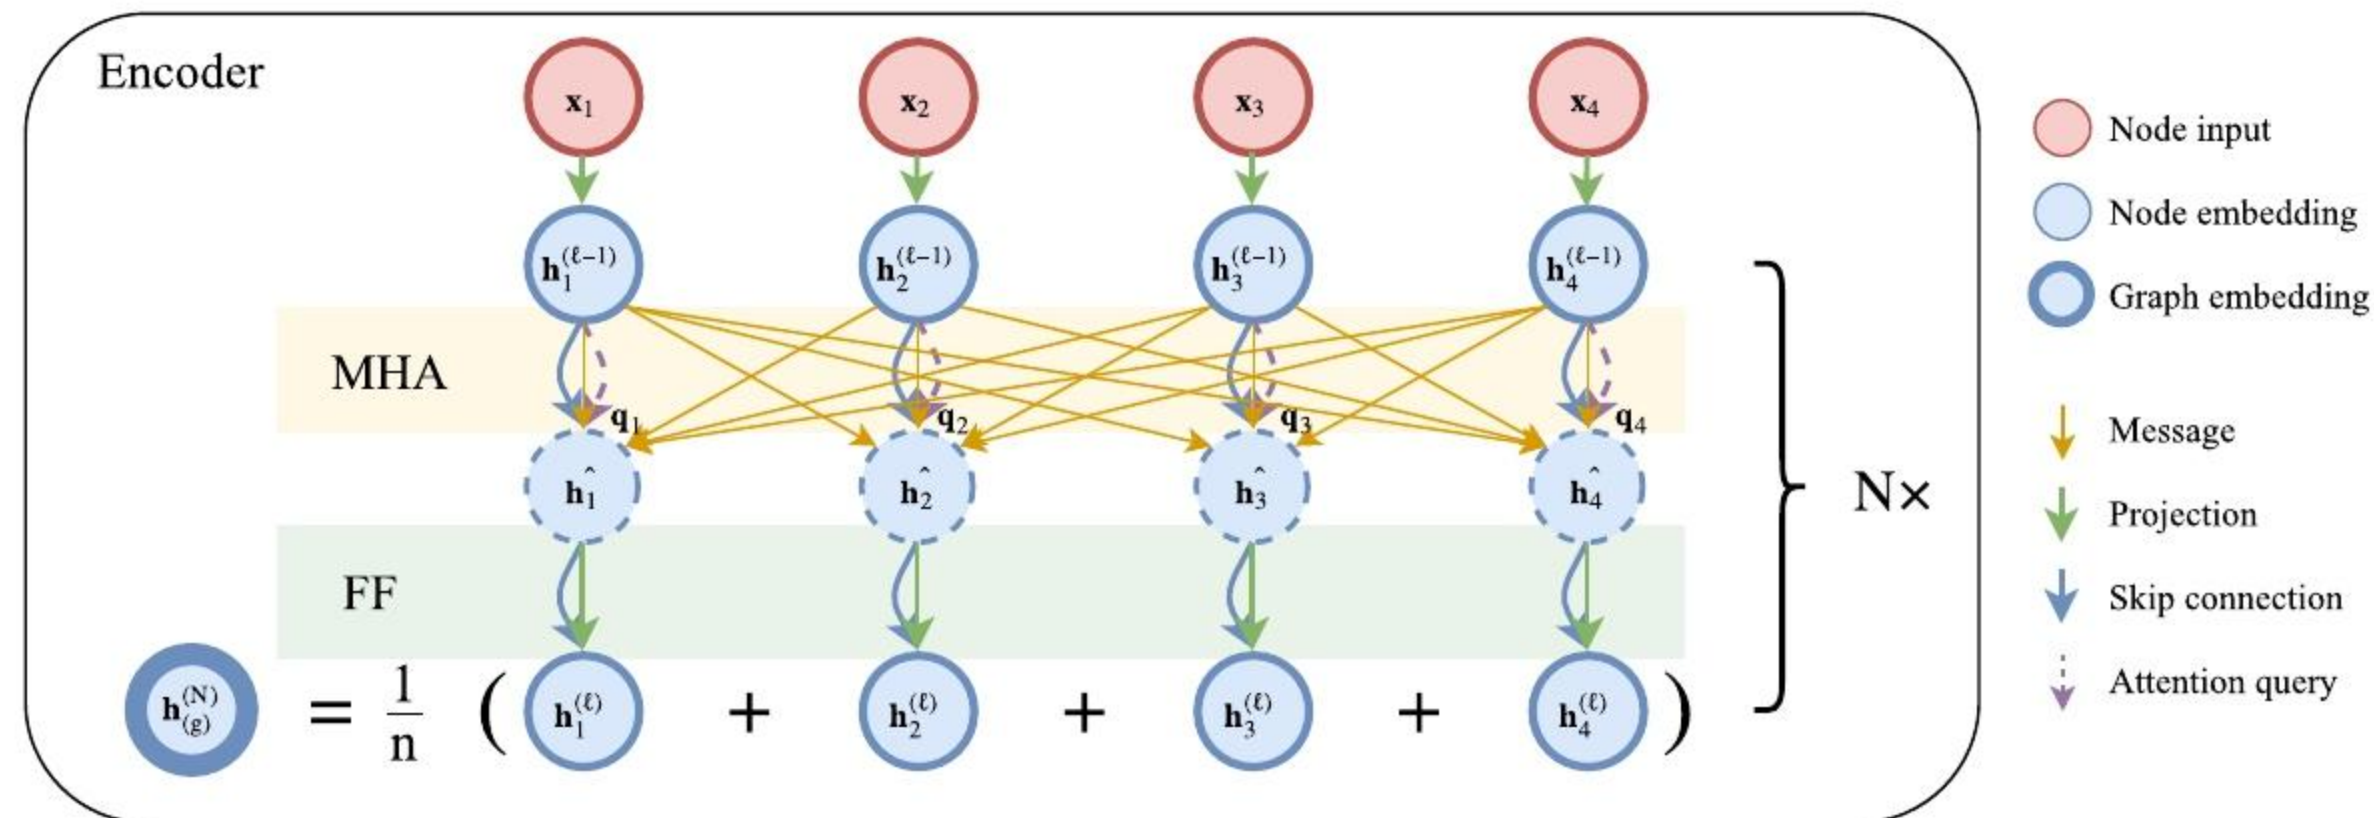 Encoder
x₁ x₂ x₃ x₄
h₁^(ℓ−1) h₂^(ℓ−1) h₃^(ℓ−1) h₄^(ℓ−1)
MHA
q₁ q₂ q₃ q₄
ĥ₁ ĥ₂ ĥ₃ ĥ₄
N×
FF
h_(g)^(N) = 1/n ( h₁^(ℓ) + h₂^(ℓ) + h₃^(ℓ) + h₄^(ℓ) )
Node input
Node embedding
Graph embedding
Message
Projection
Skip connection
Attention query